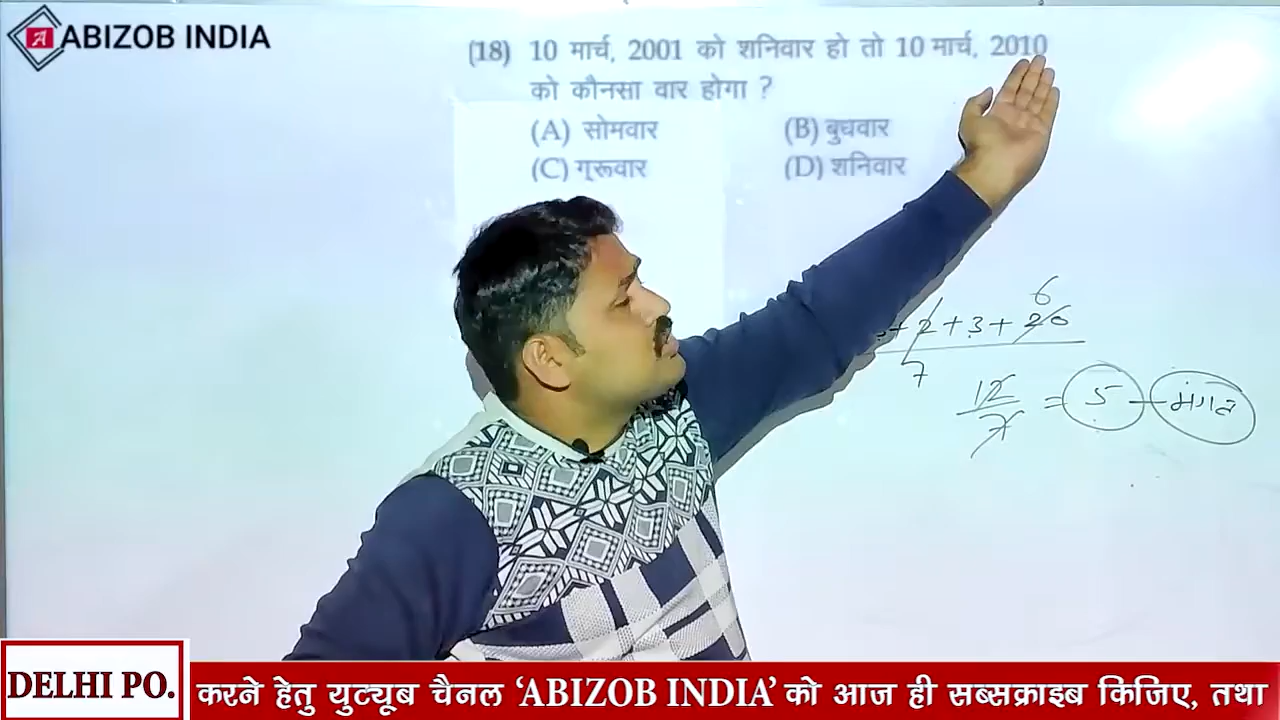 ABIZOB INDIA
(18) 10 मार्च, 2001 को शनिवार हो तो 10 मार्च, 2010
को कौनसा वार होगा ?
(A) सोमवार (B) बुधवार
(C) गुरूवार (D) शनिवार
6
+ 2 + 3 + 20
7
12/7 = 5 - मंगल
DELHI PO. करने हेतु युट्यूब चैनल ‘ABIZOB INDIA’ को आज ही सब्सक्राइब किजिए, तथा